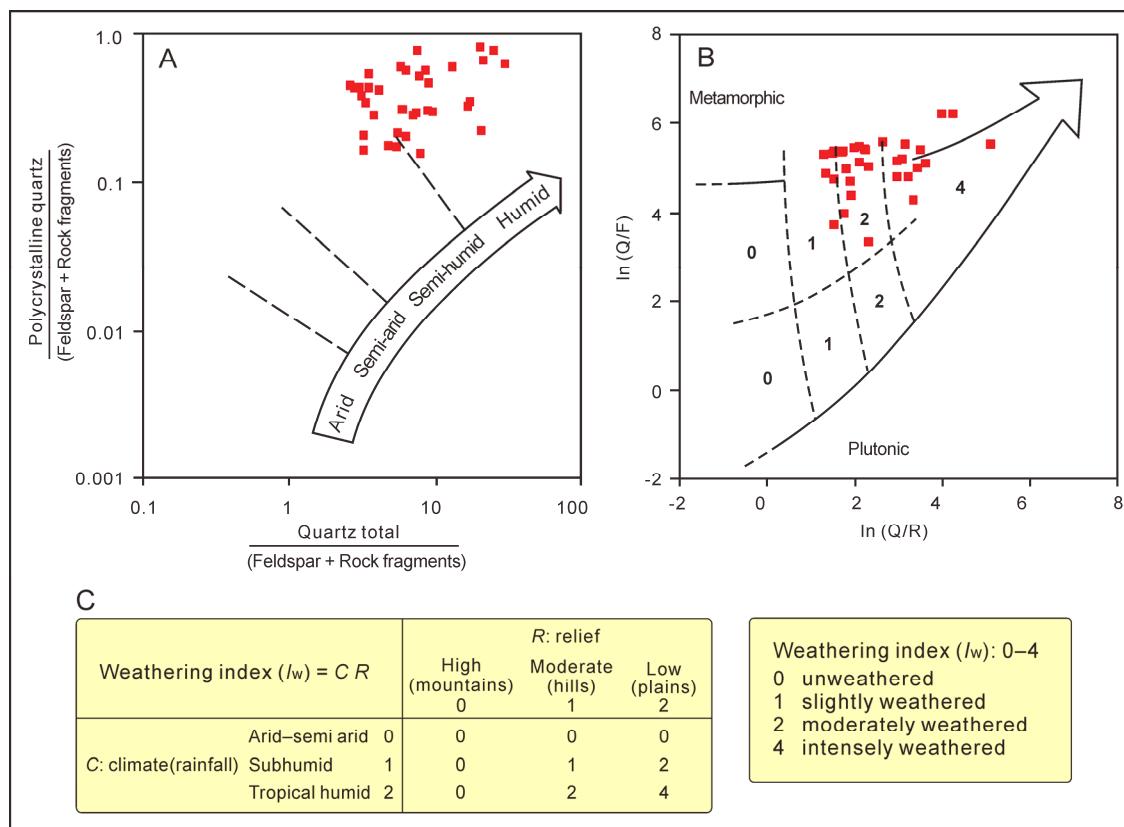 A
1.0
0.1
0.01
0.001
0.1
1
10
100
Polycrystalline quartz
(Feldspar + Rock fragments)
Quartz total
(Feldspar + Rock fragments)
Arid
Semi-arid
Semi-humid
Humid
B
8
6
4
2
0
-2
-2
0
2
4
6
8
ln (Q/F)
ln (Q/R)
Metamorphic
Plutonic
0
1
2
4
0
1
2
C
Weathering index (Iw) = C R
R: relief
High
(mountains)
0
Moderate
(hills)
1
Low
(plains)
2
C: climate(rainfall)
Arid–semi arid 0 0 0 0
Subhumid 1 0 1 2
Tropical humid 2 0 2 4
Weathering index (Iw): 0–4
0 unweathered
1 slightly weathered
2 moderately weathered
4 intensely weathered